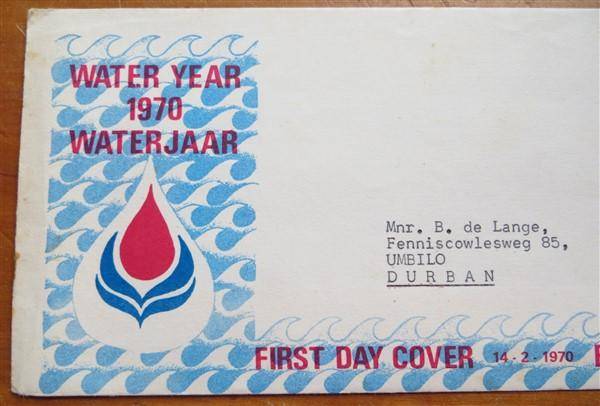 WATER YEAR
1970
WATERJAAR
Mnr. B. de Lange,
Fenniscowlesweg 85,
UMBILO
DURBAN
FIRST DAY COVER 14-2-1970